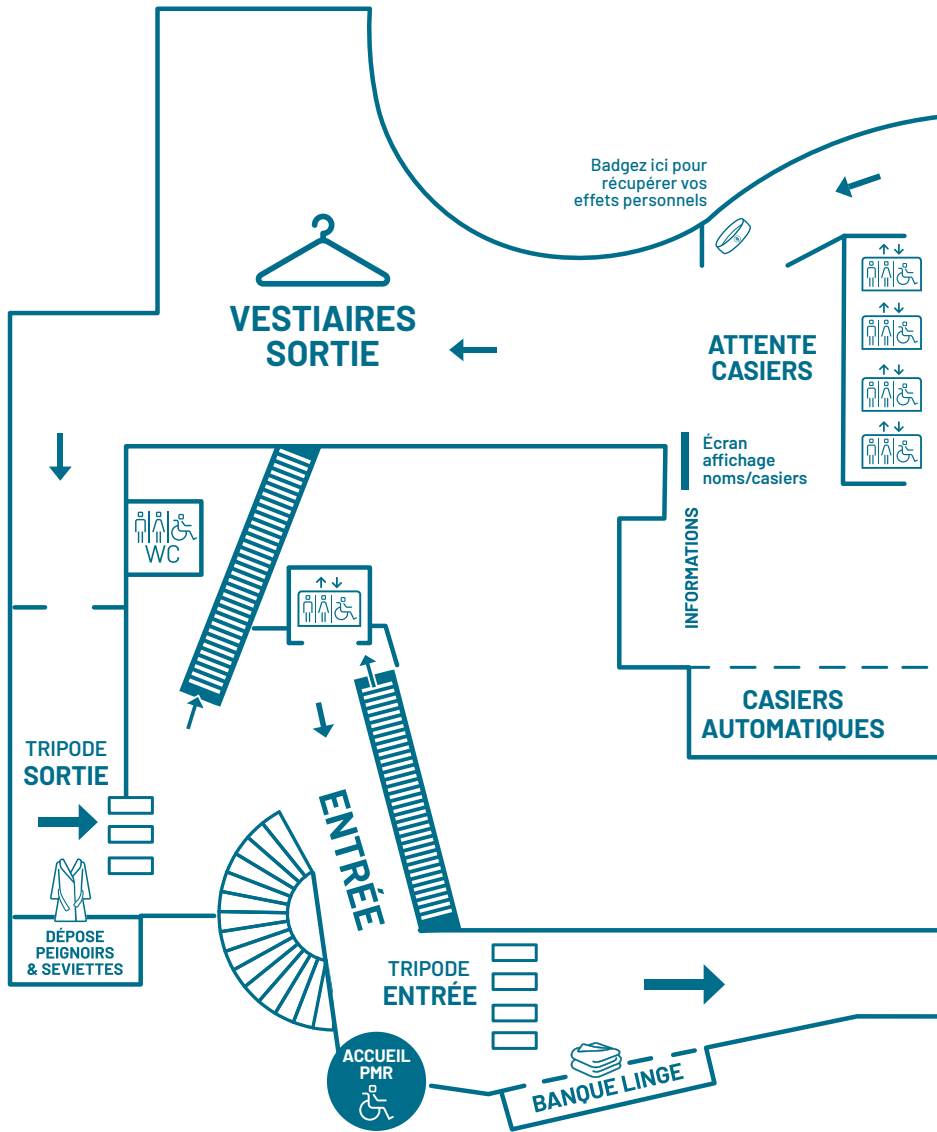 Badgez ici pour
récupérer vos
effets personnels
VESTIAIRES
SORTIE
ATTENTE
CASIERS
Écran
affichage
noms/casiers
INFORMATIONS
WC
CASIERS
AUTOMATIQUES
TRIPODE
SORTIE
ENTRÉE
DÉPOSE
PEIGNOIRS
& SEVIETTES
TRIPODE
ENTRÉE
ACCUEIL
PMR
BANQUE LINGE